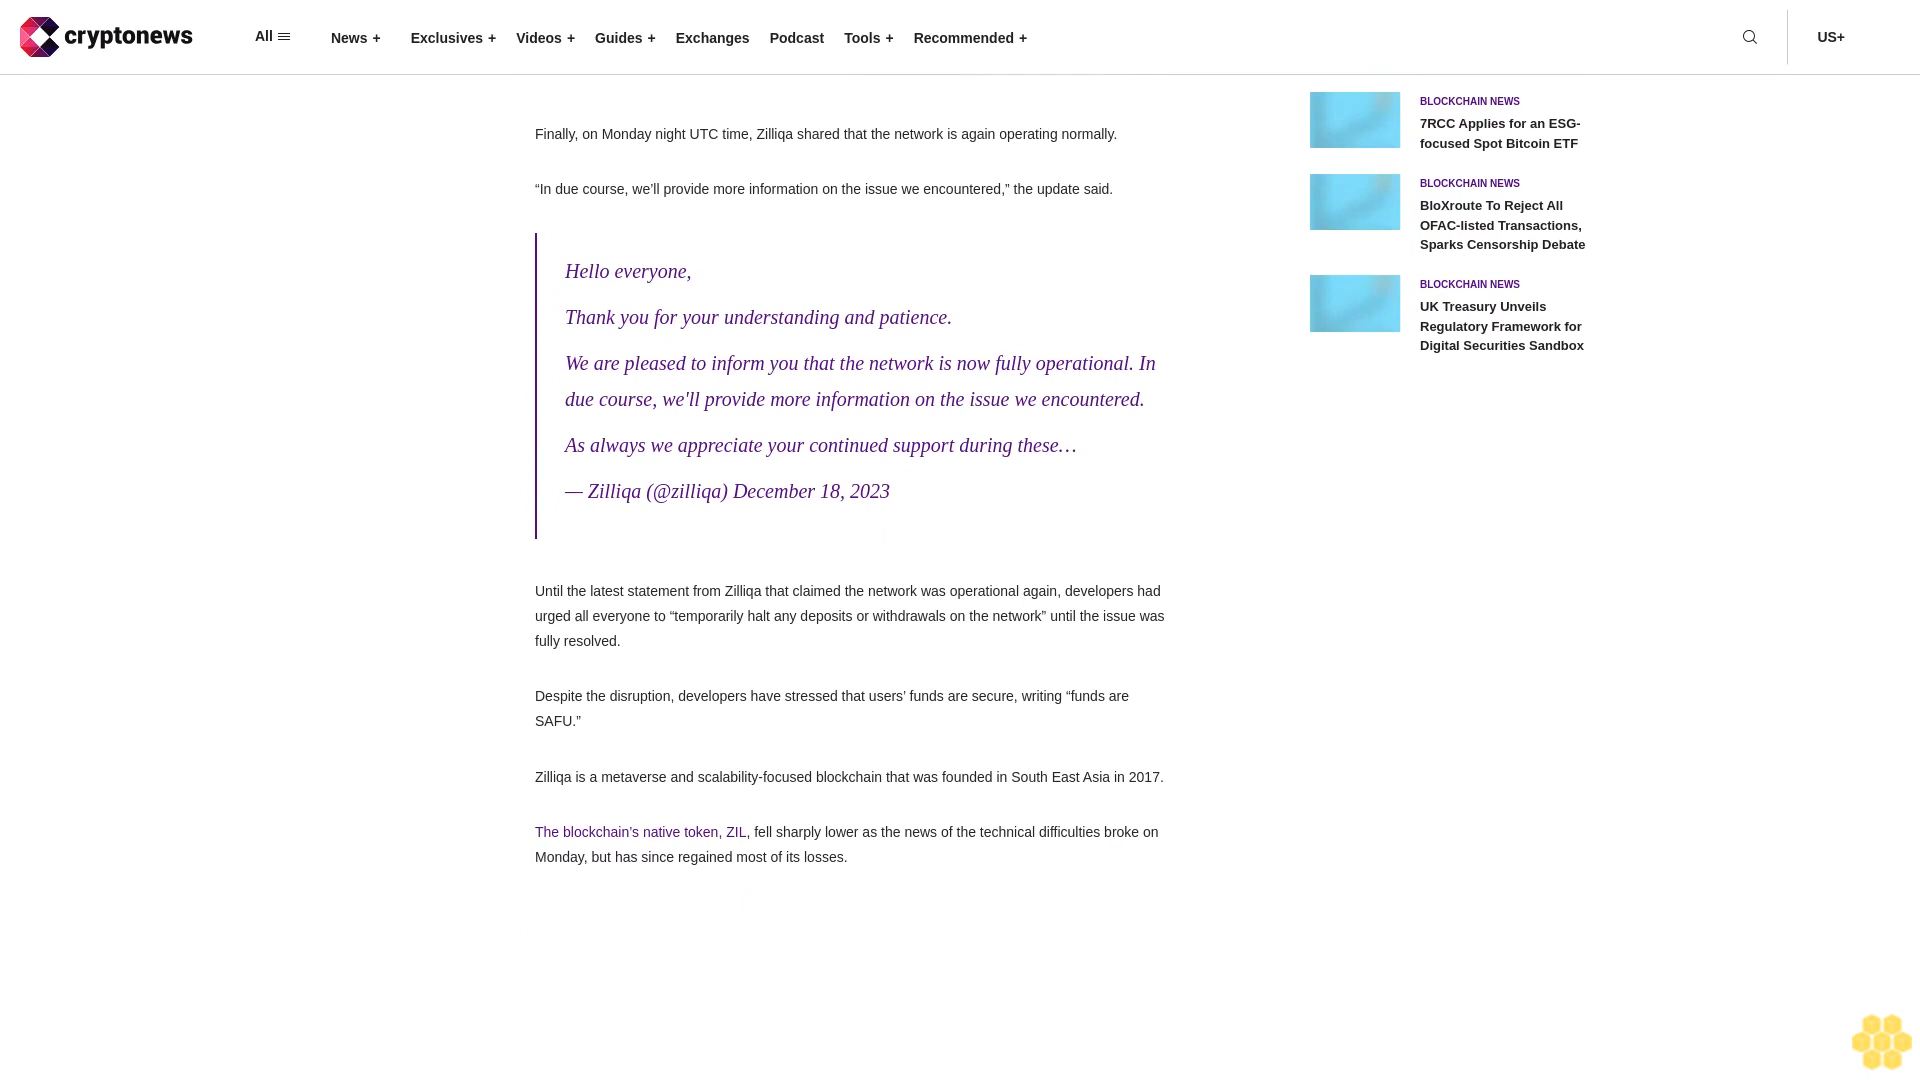 cryptonews
All
News +
Exclusives +
Videos +
Guides +
Exchanges
Podcast
Tools +
Recommended +
US+
Finally, on Monday night UTC time, Zilliqa shared that the network is again operating normally.
“In due course, we’ll provide more information on the issue we encountered,” the update said.
Hello everyone,
Thank you for your understanding and patience.
We are pleased to inform you that the network is now fully operational. In
due course, we'll provide more information on the issue we encountered.
As always we appreciate your continued support during these…
— Zilliqa (@zilliqa) December 18, 2023
Until the latest statement from Zilliqa that claimed the network was operational again, developers had
urged all everyone to “temporarily halt any deposits or withdrawals on the network” until the issue was
fully resolved.
Despite the disruption, developers have stressed that users’ funds are secure, writing “funds are
SAFU.”
Zilliqa is a metaverse and scalability-focused blockchain that was founded in South East Asia in 2017.
The blockchain’s native token, ZIL, fell sharply lower as the news of the technical difficulties broke on
Monday, but has since regained most of its losses.
BLOCKCHAIN NEWS
7RCC Applies for an ESG-
focused Spot Bitcoin ETF
BLOCKCHAIN NEWS
BloXroute To Reject All
OFAC-listed Transactions,
Sparks Censorship Debate
BLOCKCHAIN NEWS
UK Treasury Unveils
Regulatory Framework for
Digital Securities Sandbox